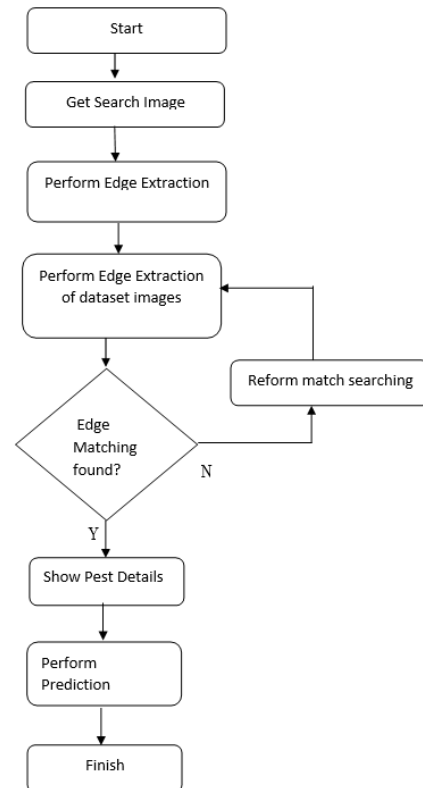 Start
Get Search Image
Perform Edge Extraction
Perform Edge Extraction
of dataset images
Reform match searching
Edge
Matching
found?
N
Y
Show Pest Details
Perform
Prediction
Finish